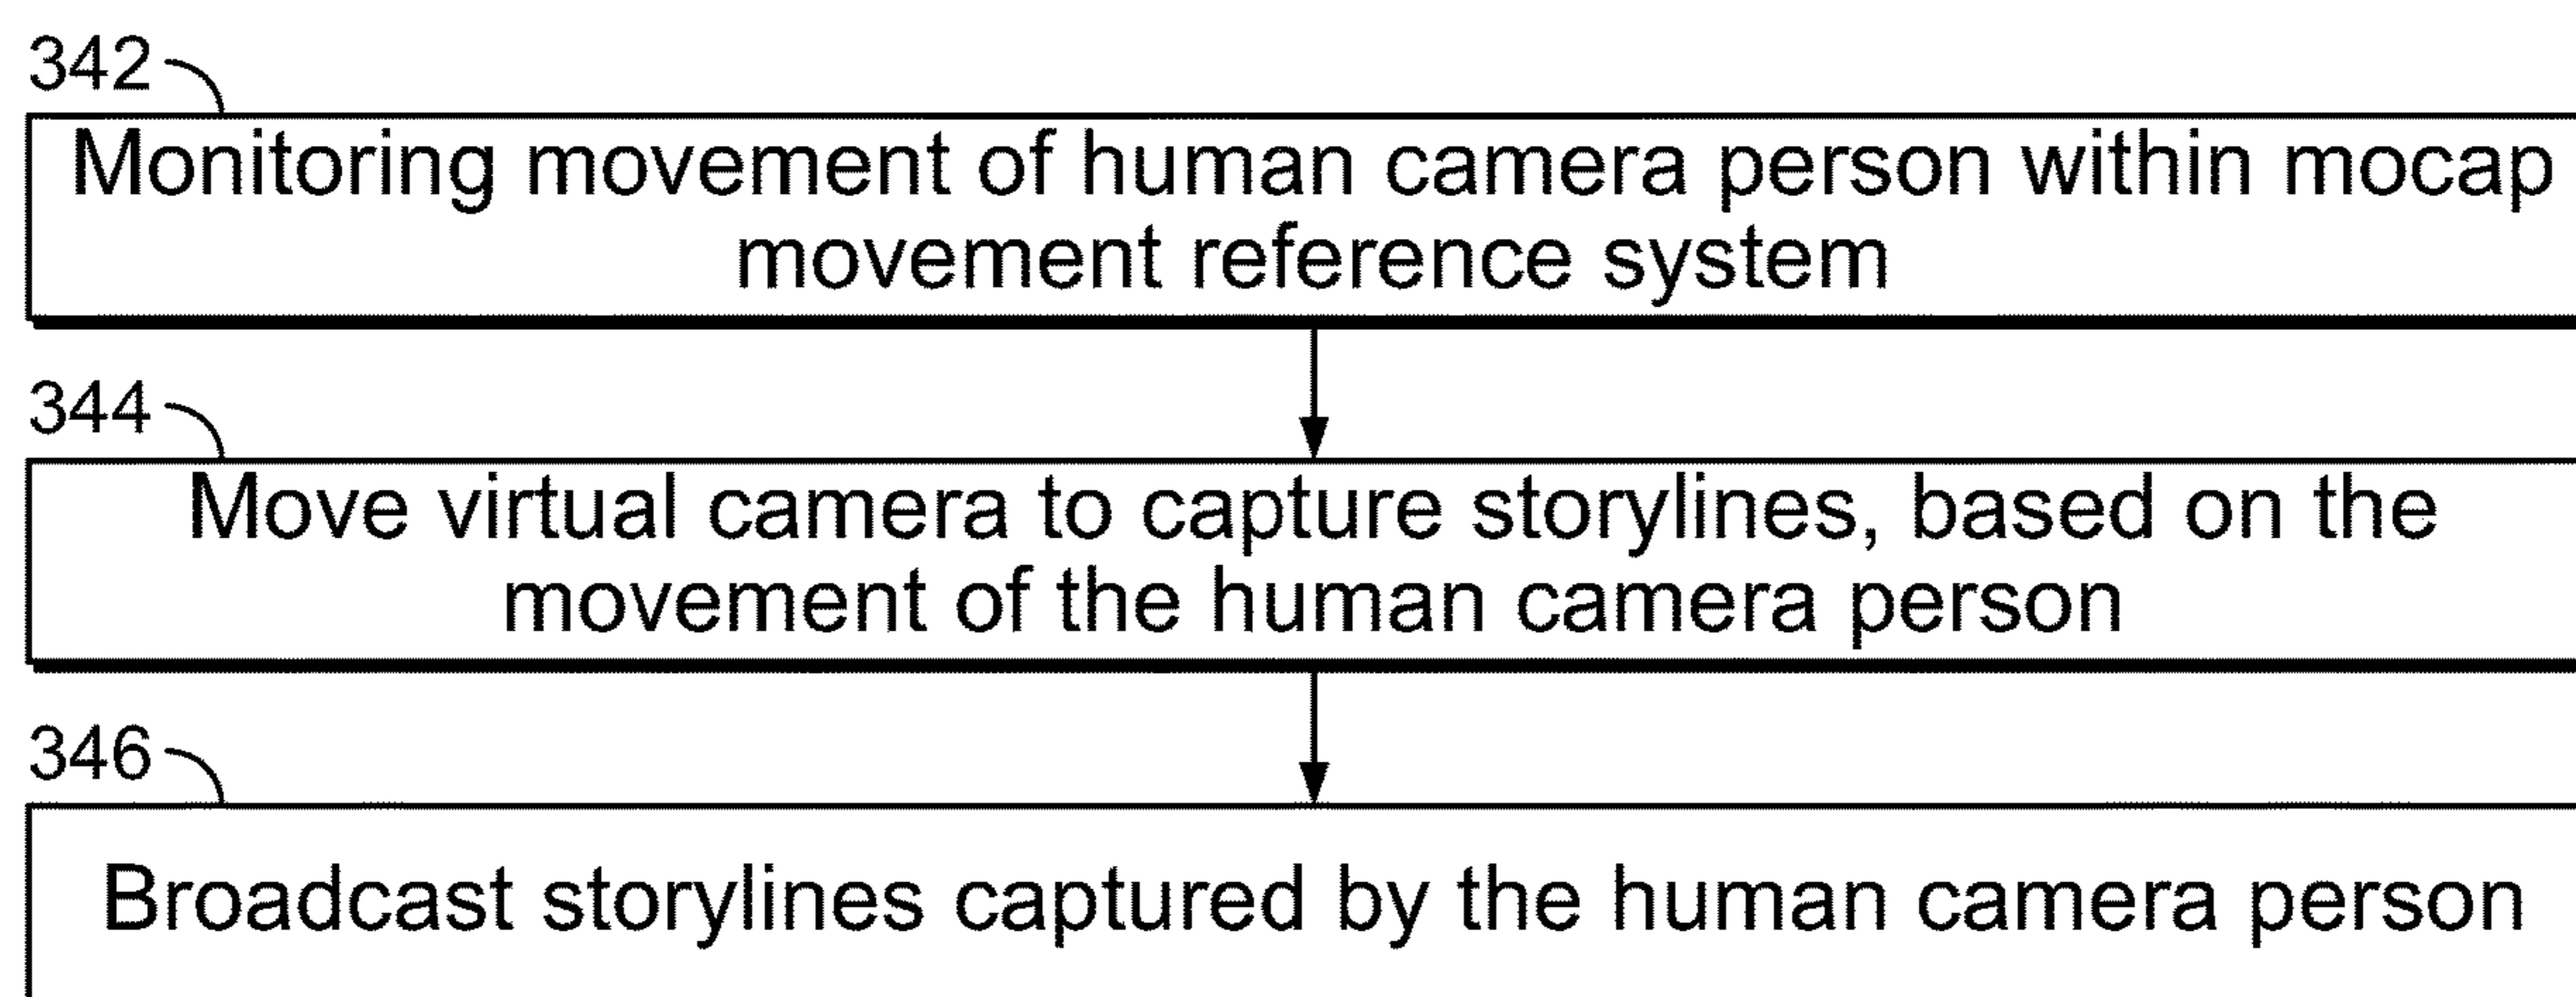 342
Monitoring movement of human camera person within mocap
movement reference system
344
Move virtual camera to capture storylines, based on the
movement of the human camera person
346
Broadcast storylines captured by the human camera person